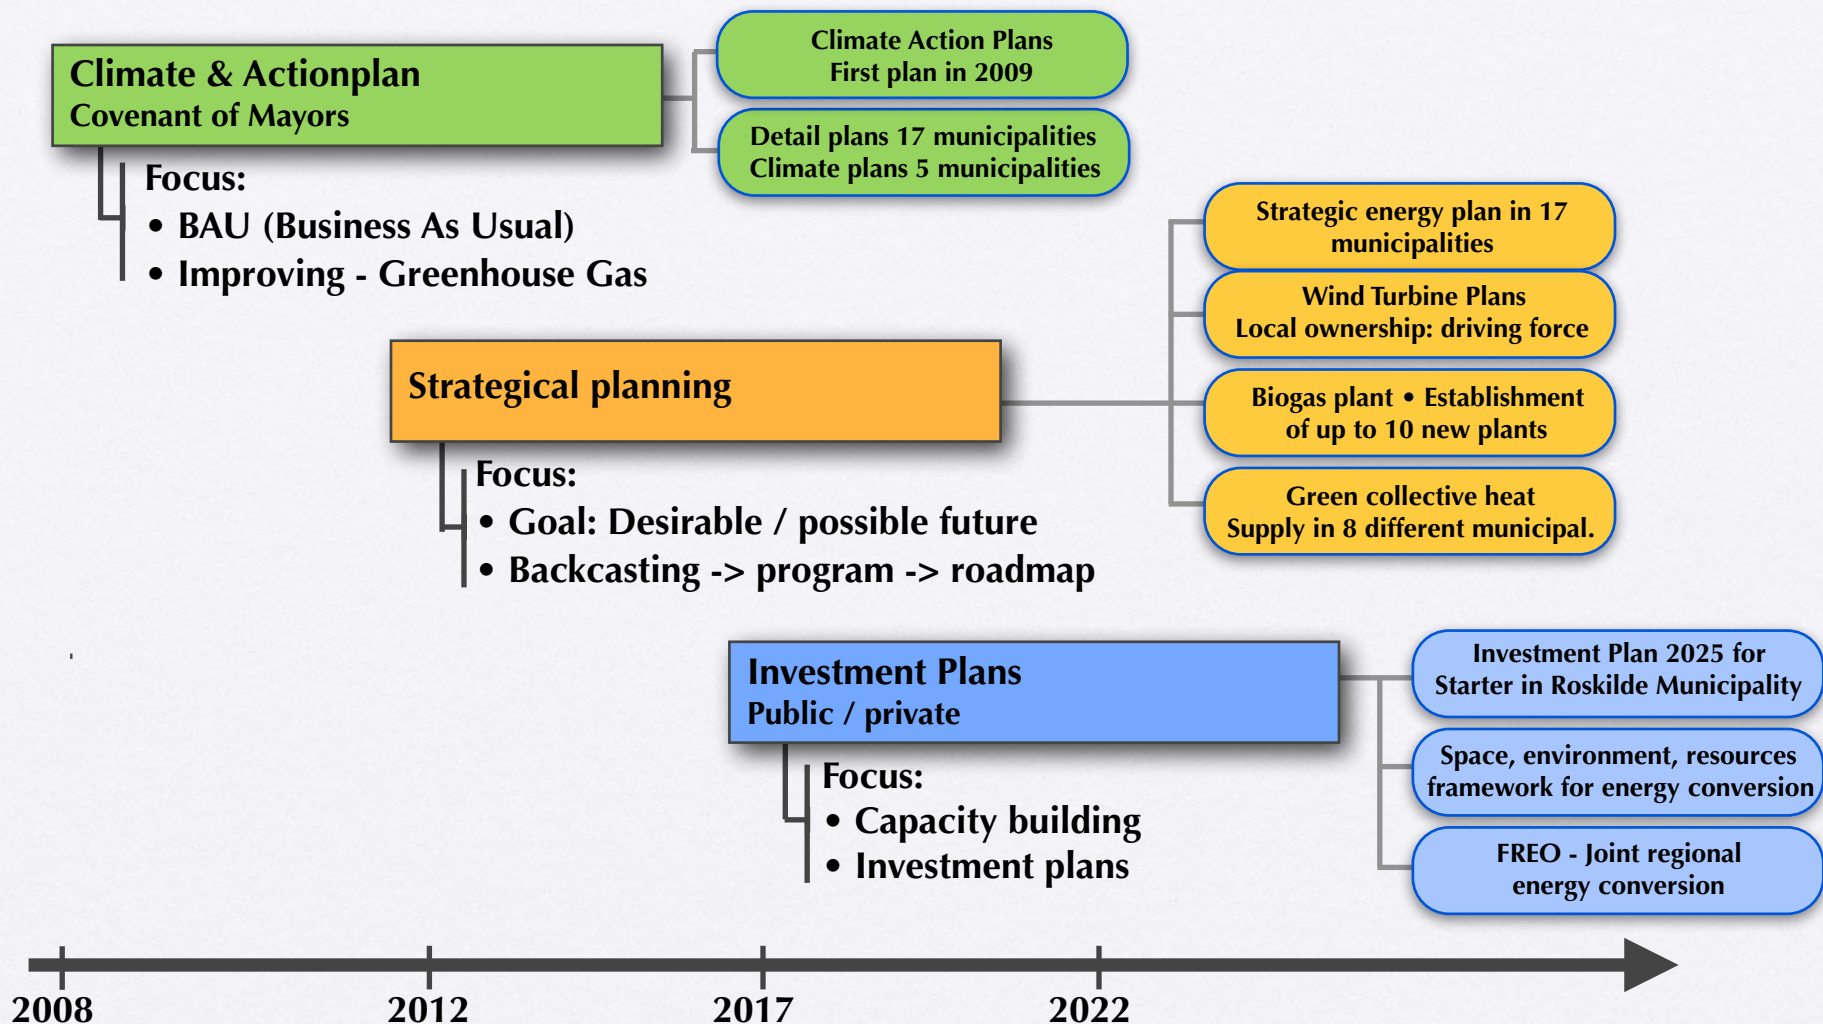 Climate & Actionplan
Covenant of Mayors
Climate Action Plans
First plan in 2009
Detail plans 17 municipalities
Climate plans 5 municipalities
Focus:
• BAU (Business As Usual)
• Improving - Greenhouse Gas
Strategical planning
Strategic energy plan in 17
municipalities
Wind Turbine Plans
Local ownership: driving force
Biogas plant • Establishment
of up to 10 new plants
Green collective heat
Supply in 8 different municipal.
Focus:
• Goal: Desirable / possible future
• Backcasting -> program -> roadmap
Investment Plans
Public / private
Investment Plan 2025 for
Starter in Roskilde Municipality
Space, environment, resources
framework for energy conversion
FREO - Joint regional
energy conversion
Focus:
• Capacity building
• Investment plans
2008 2012 2017 2022